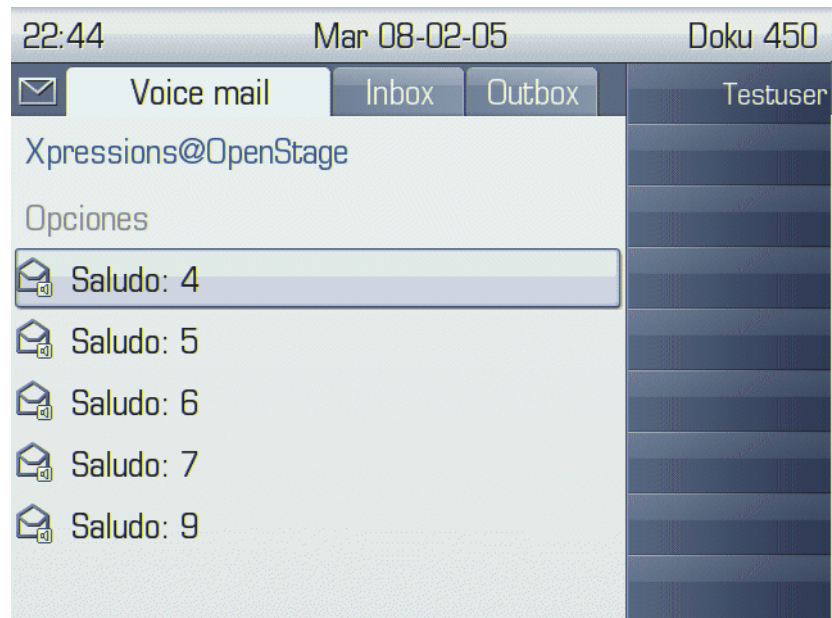 22:44 Mar 08-02-05 Doku 450
Voice mail Inbox Outbox Testuser
Xpressions@OpenStage
Opciones
Saludo: 4
Saludo: 5
Saludo: 6
Saludo: 7
Saludo: 9